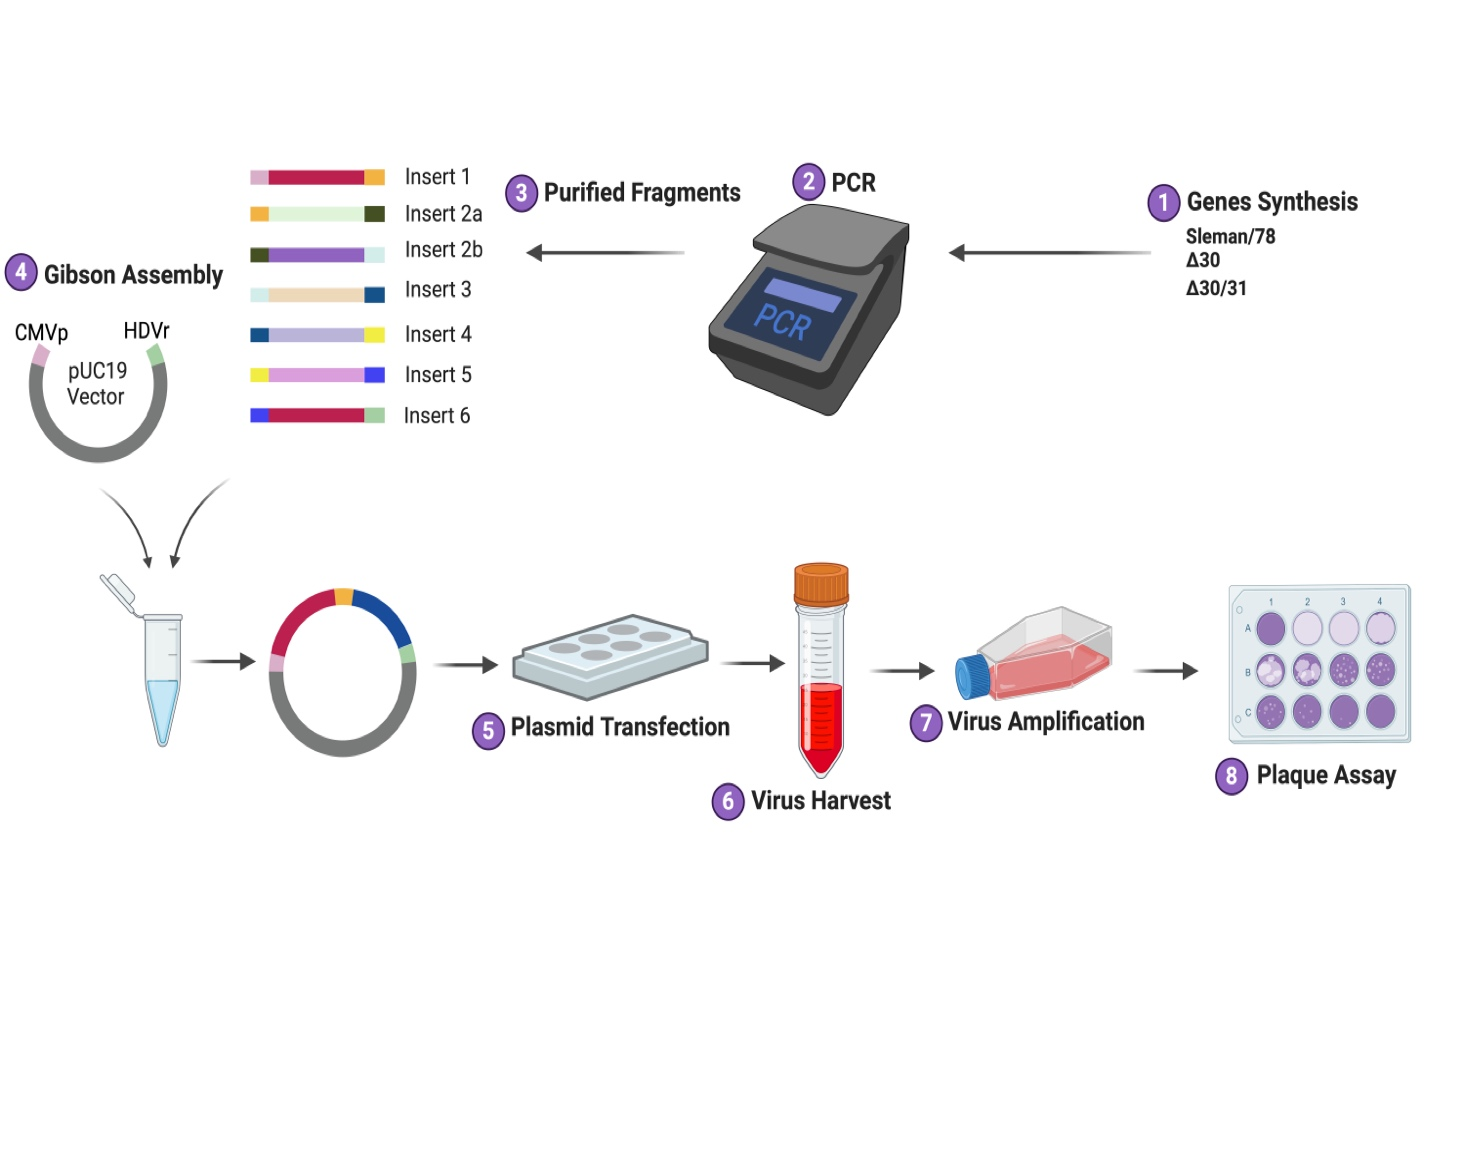 1 Genes Synthesis
Sleman/78
Δ30
Δ30/31
2 PCR
PCR
3 Purified Fragments
Insert 1
Insert 2a
Insert 2b
Insert 3
Insert 4
Insert 5
Insert 6
4 Gibson Assembly
CMVp
HDVr
pUC19
Vector
5 Plasmid Transfection
6 Virus Harvest
7 Virus Amplification
1 2 3 4
A
B
C
8 Plaque Assay